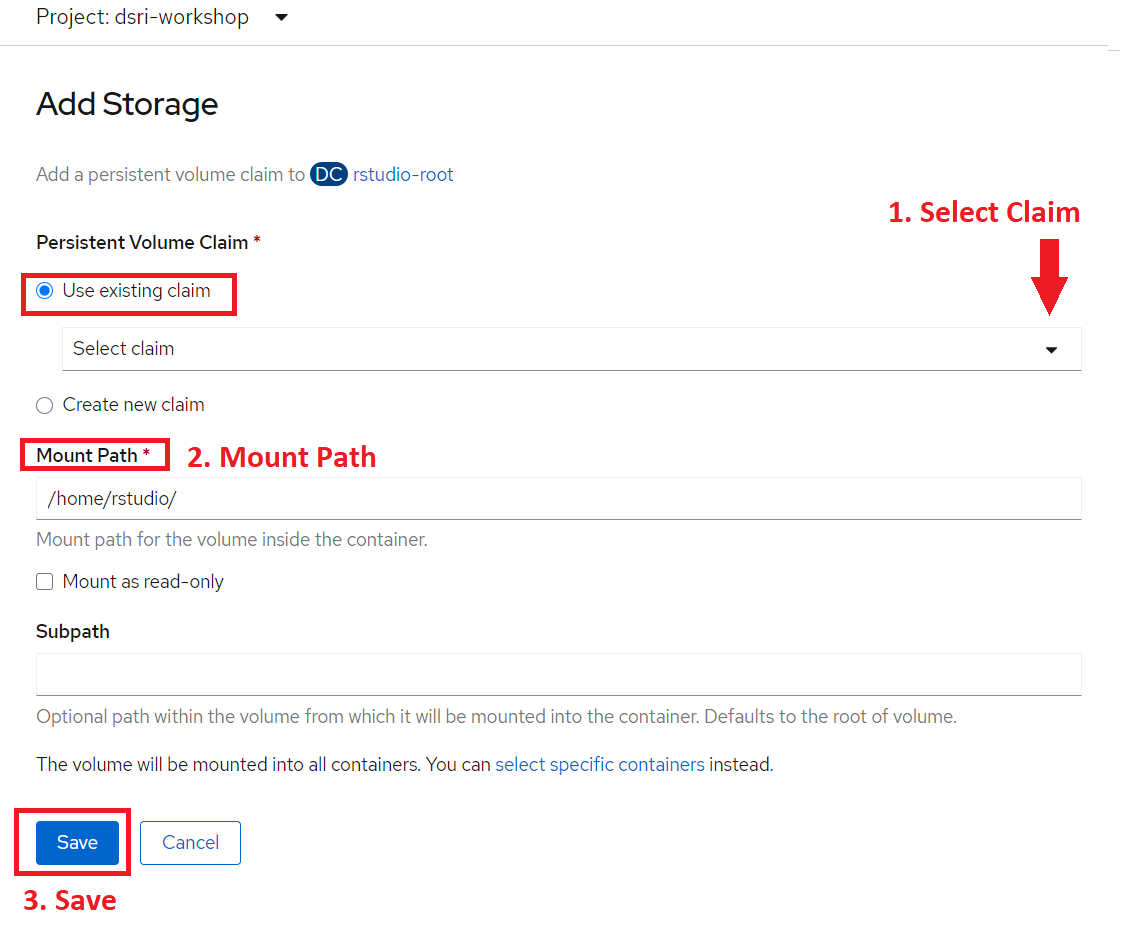 Project: dsri-workshop
Add Storage
Add a persistent volume claim to DC rstudio-root
1. Select Claim
Persistent Volume Claim *
Use existing claim
Select claim
Create new claim
Mount Path * 2. Mount Path
/home/rstudio/
Mount path for the volume inside the container.
Mount as read-only
Subpath
Optional path within the volume from which it will be mounted into the container. Defaults to the root of volume.
The volume will be mounted into all containers. You can select specific containers instead.
Save Cancel
3. Save